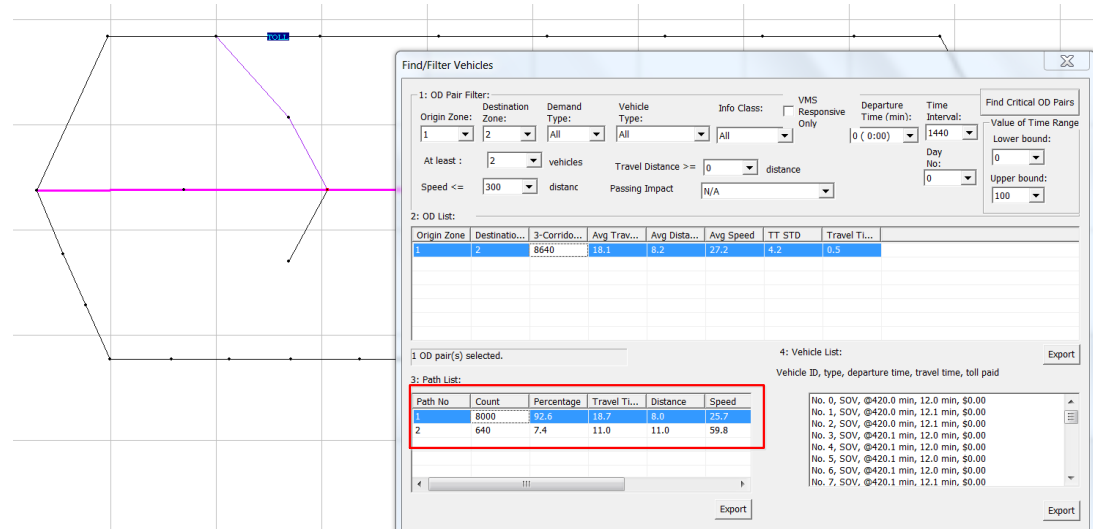 TOLL
Find/Filter Vehicles
1: OD Pair Filter:
Origin Zone: Destination Zone: Demand Type: Vehicle Type: Info Class: VMS Responsive Only Departure Time (min): Time Interval: Find Critical OD Pairs
1 2 All All All 0 ( 0:00) 1440
Value of Time Range
Lower bound:
0
Upper bound:
100
Day No:
0
At least : 2 vehicles Travel Distance >= 0 distance
Speed <= 300 distanc Passing Impact N/A
2: OD List:
Origin Zone Destinatio... 3-Corrido... Avg Trav... Avg Dista... Avg Speed TT STD Travel Ti...
1 2 8640 18.1 8.2 27.2 4.2 0.5
1 OD pair(s) selected.
3: Path List:
Path No Count Percentage Travel Ti... Distance Speed
1 8000 92.6 18.7 8.0 25.7
2 640 7.4 11.0 11.0 59.8
Export
4: Vehicle List:
Export
Vehicle ID, type, departure time, travel time, toll paid
No. 0, SOV, @420.0 min, 12.0 min, $0.00
No. 1, SOV, @420.0 min, 12.1 min, $0.00
No. 2, SOV, @420.0 min, 12.0 min, $0.00
No. 3, SOV, @420.1 min, 12.0 min, $0.00
No. 4, SOV, @420.1 min, 12.0 min, $0.00
No. 5, SOV, @420.1 min, 12.0 min, $0.00
No. 6, SOV, @420.1 min, 12.0 min, $0.00
No. 7, SOV, @420.1 min, 12.1 min, $0.00
Export